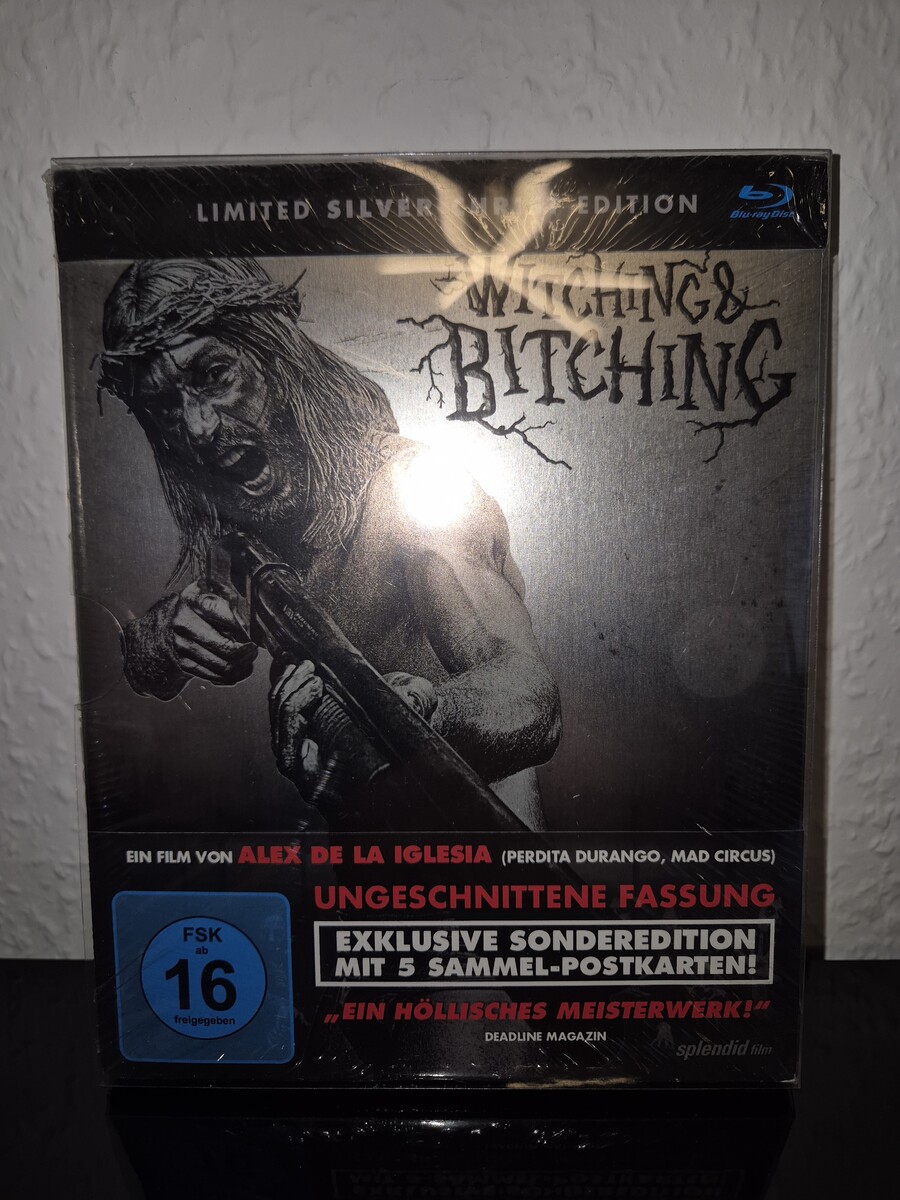 LIMITED SILVER EDITION
Blu-ray Disc
WITCHING &
BITCHING
EIN FILM VON ALEX DE LA IGLESIA (PERDITA DURANGO, MAD CIRCUS)
UNGESCHNITTENE FASSUNG
EXKLUSIVE SONDEREDITION
MIT 5 SAMMEL-POSTKARTEN!
„EIN HÖLLISCHES MEISTERWERK!“
DEADLINE MAGAZIN
FSK
ab
16
freigegeben
splendid film